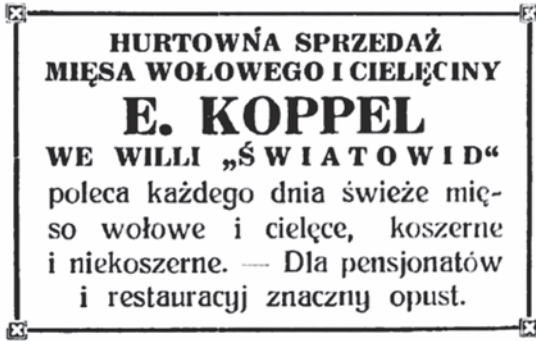 HURTOWŃA SPRZEDAŻ
MIĘSA WOŁOWEGO I CIELĘCINY
E. KOPPEL
WE WILLI „ŚWIATOWID“
poleca każdego dnia świeże mię-
so wołowe i cielęce, koszerne
i niekoszerne. — Dla pensjonatów
i restauracyj znaczny opust.